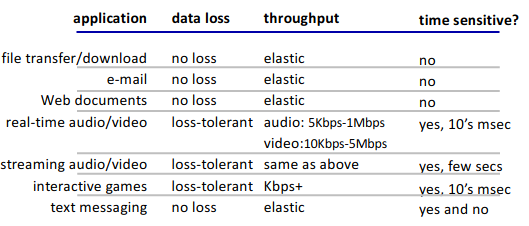 application data loss throughput time sensitive?
file transfer/download no loss elastic no
e-mail no loss elastic no
Web documents no loss elastic no
real-time audio/video loss-tolerant audio: 5Kbps-1Mbps yes, 10's msec
video:10Kbps-5Mbps
streaming audio/video loss-tolerant same as above yes, few secs
interactive games loss-tolerant Kbps+ yes, 10's msec
text messaging no loss elastic yes and no